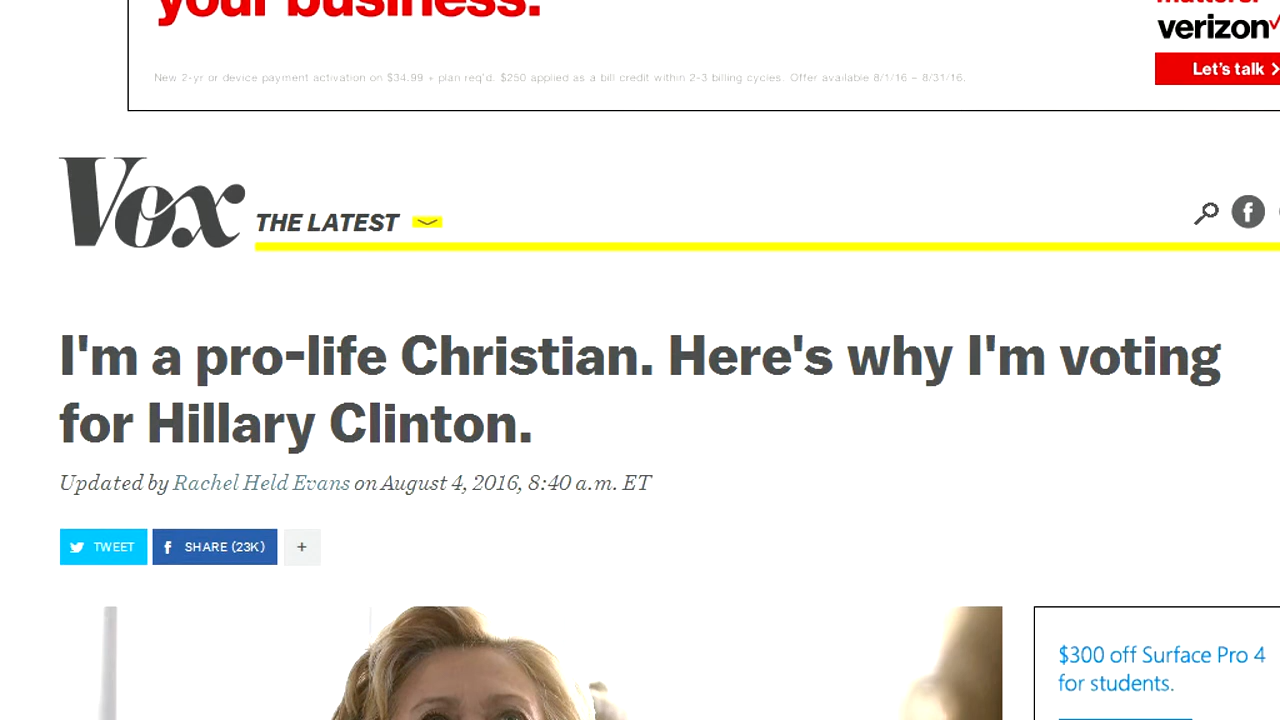 your business.
matters.
verizon
New 2-yr or device payment activation on $34.99 + plan req'd. $250 applied as a bill credit within 2-3 billing cycles. Offer available 8/1/16 – 8/31/16.
Let's talk >
Vox
THE LATEST
f
I'm a pro-life Christian. Here's why I'm voting
for Hillary Clinton.
Updated by Rachel Held Evans on August 4, 2016, 8:40 a.m. ET
TWEET
f SHARE (23K)
+
$300 off Surface Pro 4
for students.